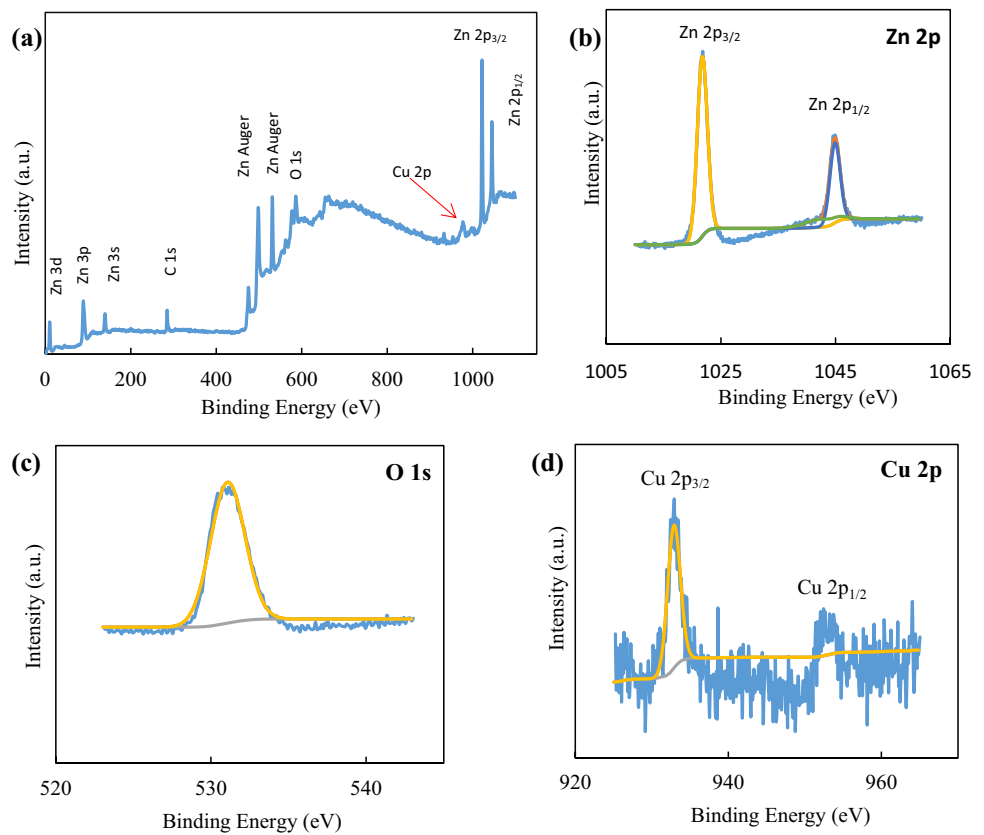 (a)
Zn 2p3/2
Zn 2p1/2
Zn Auger
Zn Auger
O 1s
Cu 2p
Zn 3d
Zn 3p
Zn 3s
C 1s
Intensity (a.u.)
0 200 400 600 800 1000
Binding Energy (eV)
(b)
Zn 2p3/2
Zn 2p
Zn 2p1/2
Intensity (a.u.)
1005 1025 1045 1065
Binding Energy (eV)
(c)
O 1s
Intensity (a.u.)
520 530 540
Binding Energy (eV)
(d)
Cu 2p3/2
Cu 2p
Cu 2p1/2
Intensity (a.u.)
920 940 960
Binding Energy (eV)